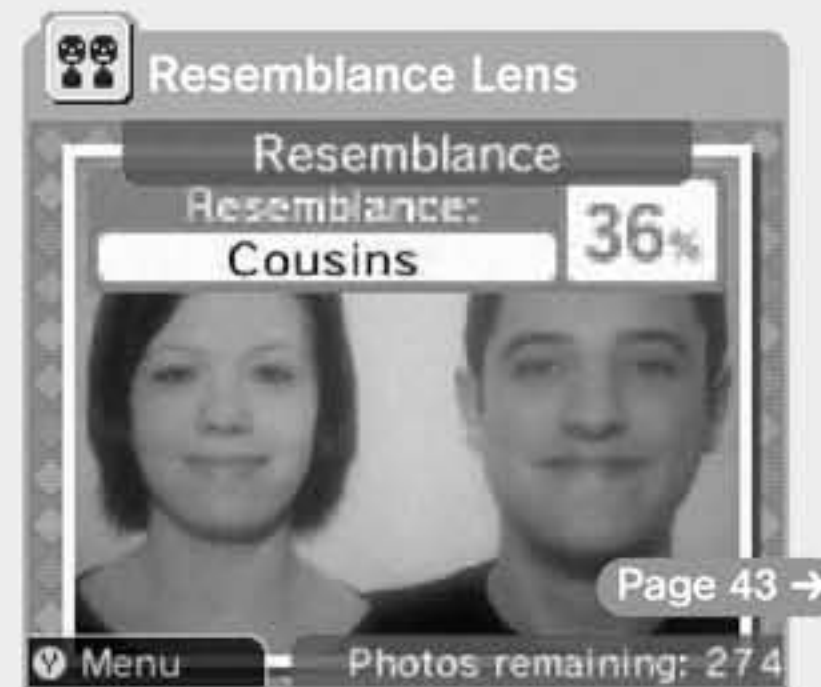 Resemblance Lens
Resemblance
Resemblance:
36%
Cousins
Page 43 →
Y Menu
Photos remaining: 274